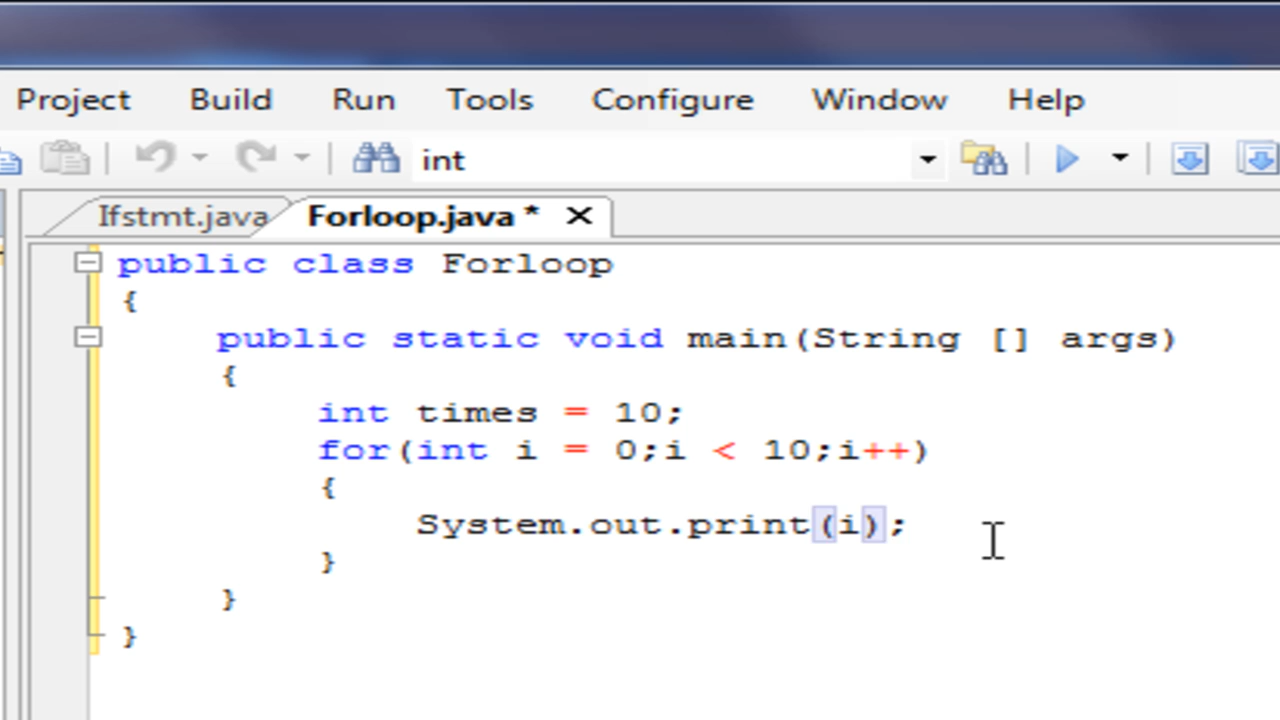 Project Build Run Tools Configure Window Help
int
Ifstmt.java Forloop.java *
public class Forloop
{
public static void main(String [] args)
{
int times = 10;
for(int i = 0;i < 10;i++)
{
System.out.print(i);
}
}
}